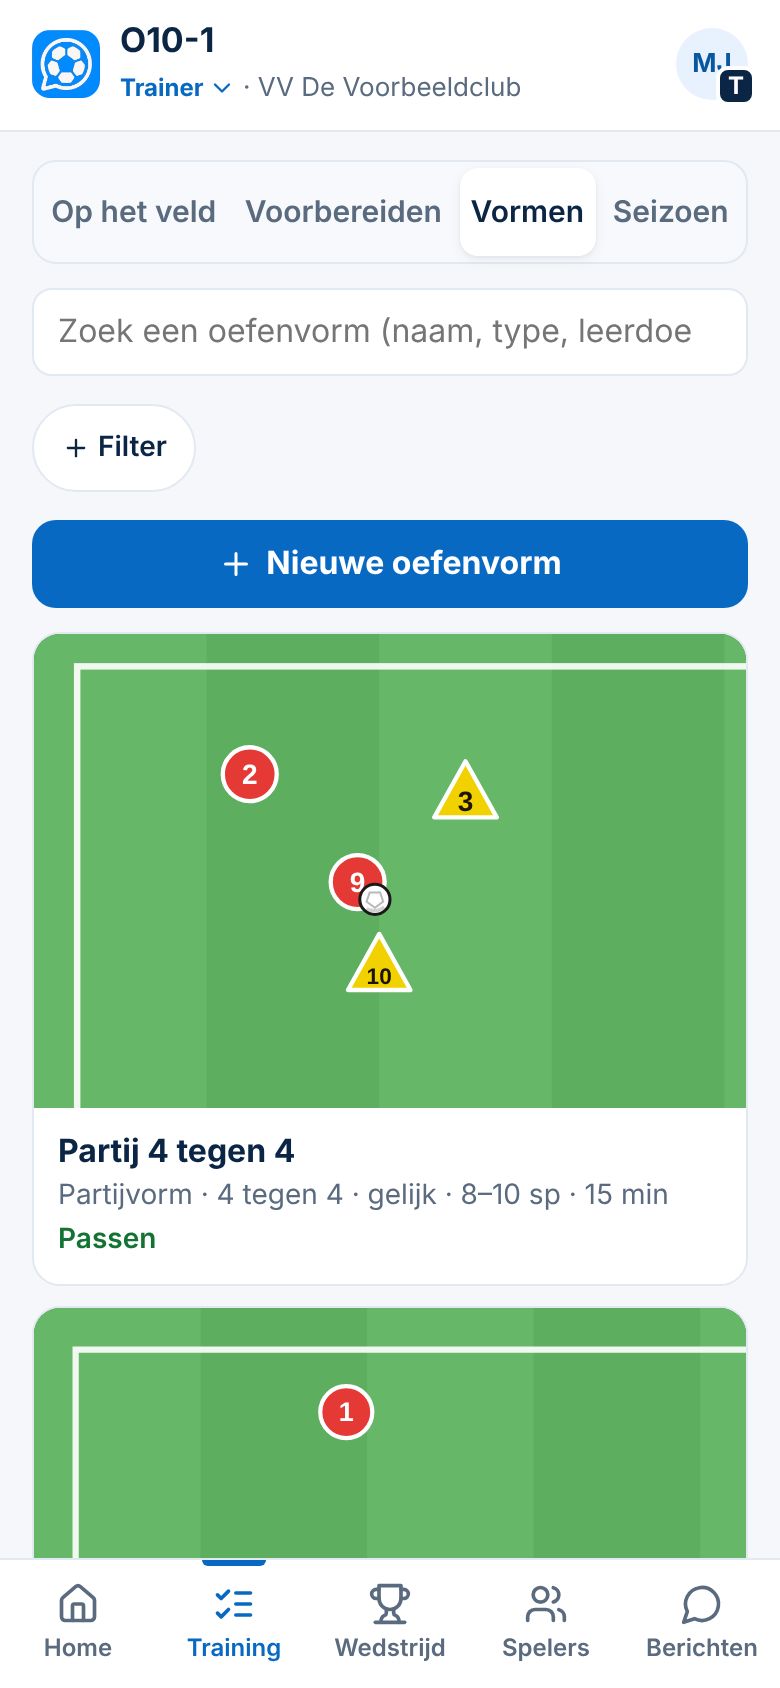 O10-1
Trainer · VV De Voorbeeldclub
T
Op het veld Voorbereiden Vormen Seizoen
Zoek een oefenvorm (naam, type, leerdoe
+ Filter
+ Nieuwe oefenvorm
2
3
9
10
Partij 4 tegen 4
Partijvorm · 4 tegen 4 · gelijk · 8–10 sp · 15 min
Passen
1
Home Training Wedstrijd Spelers Berichten